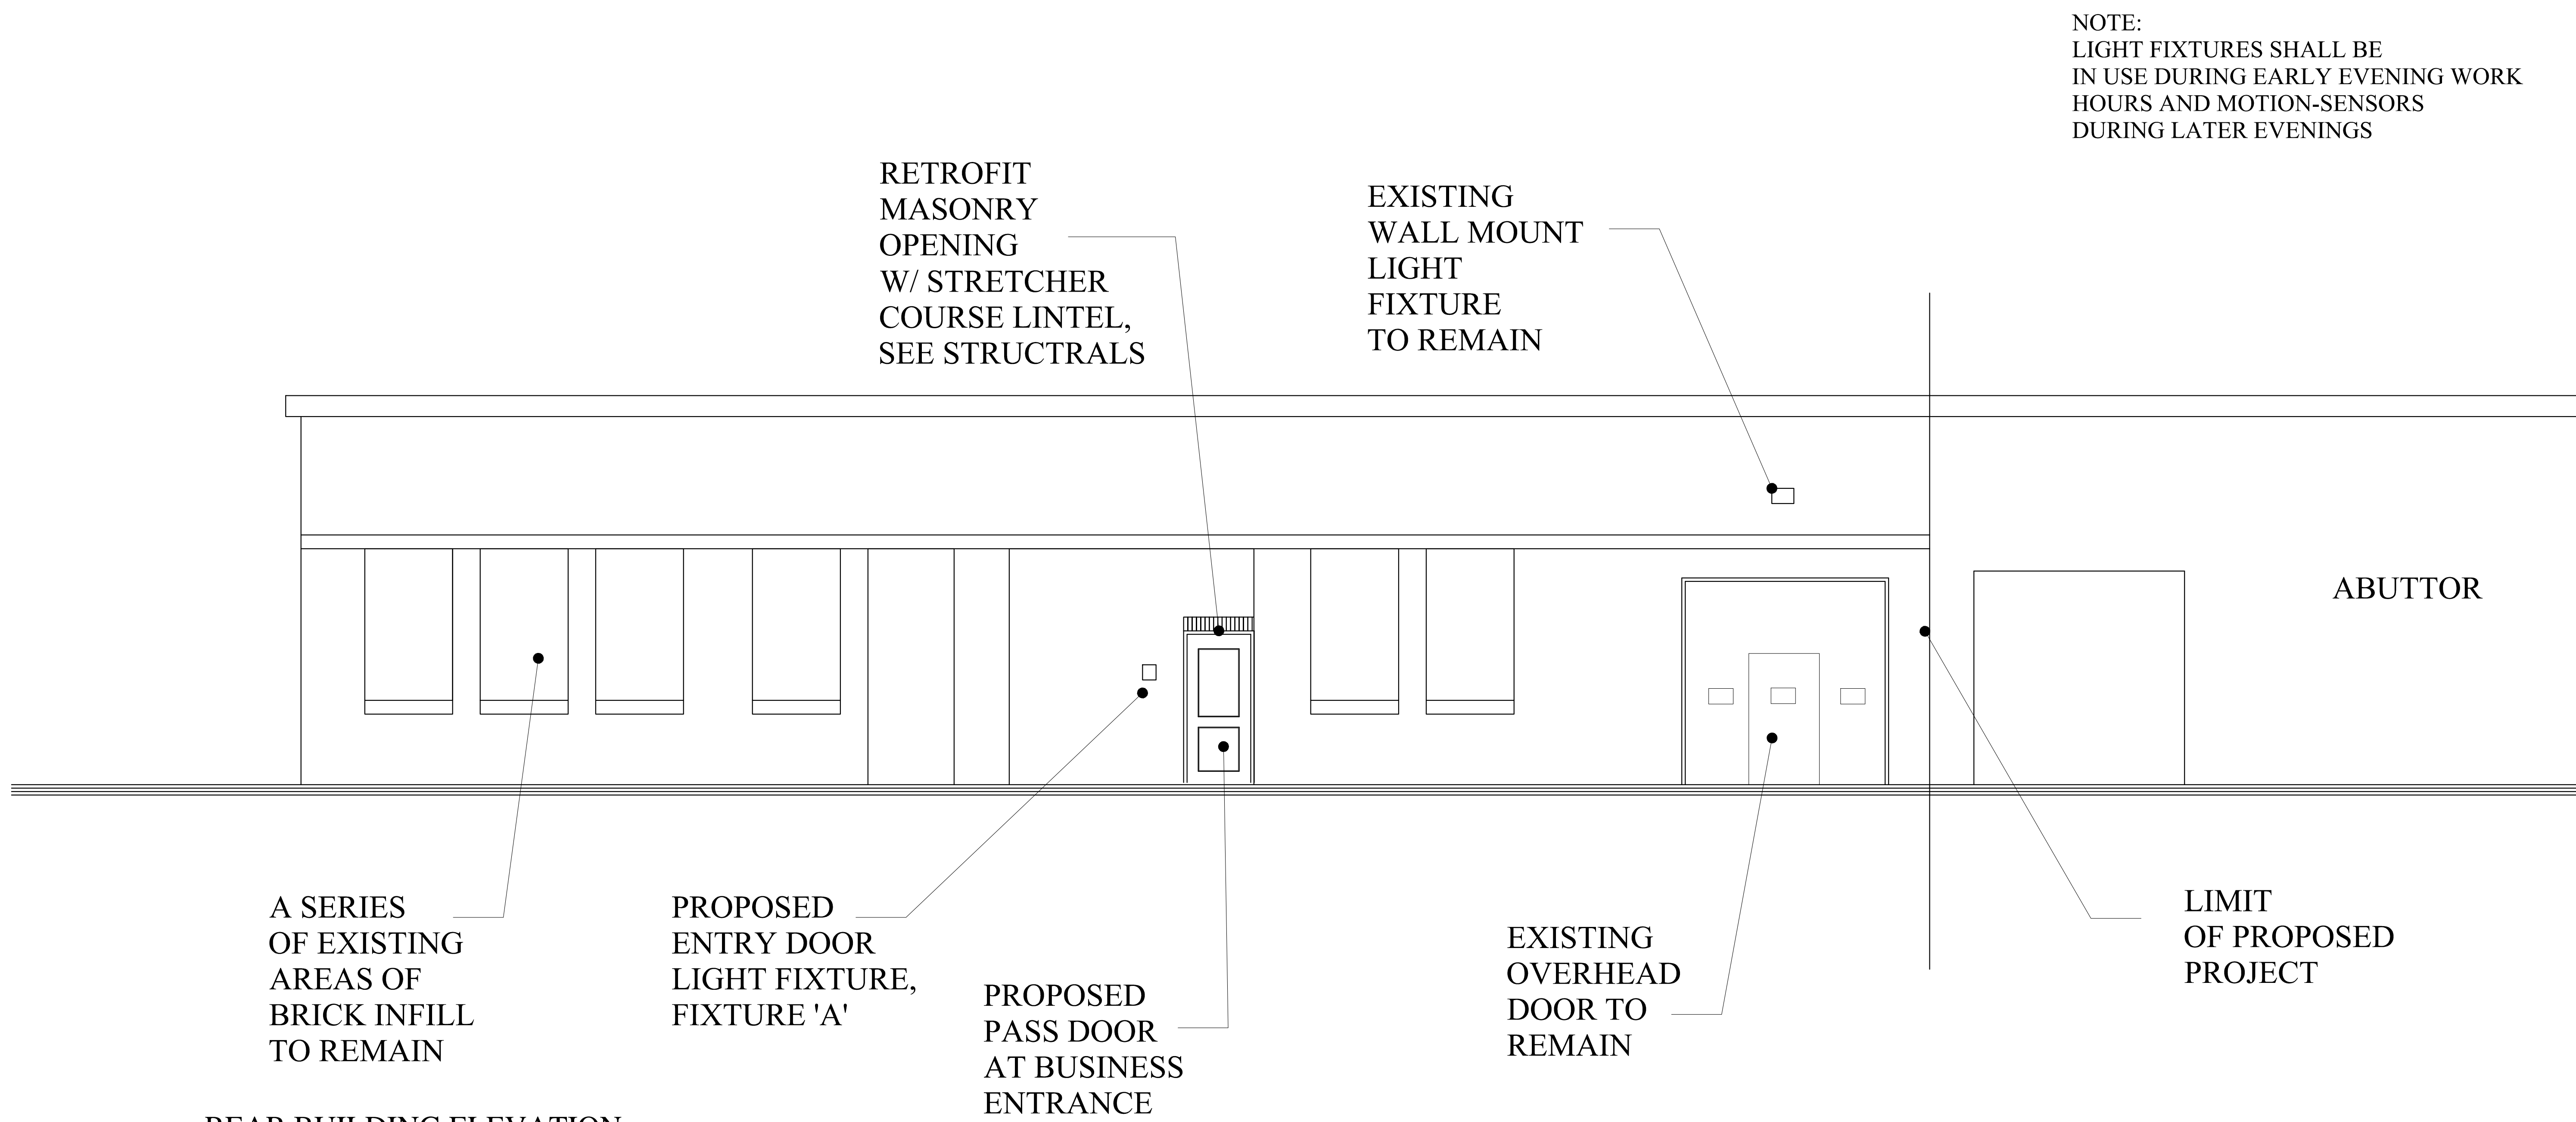 NOTE:
LIGHT FIXTURES SHALL BE
IN USE DURING EARLY EVENING WORK
HOURS AND MOTION-SENSORS
DURING LATER EVENINGS
RETROFIT
MASONRY
OPENING
W/ STRETCHER
COURSE LINTEL,
SEE STRUCTRALS
EXISTING
WALL MOUNT
LIGHT
FIXTURE
TO REMAIN
ABUTTOR
A SERIES
OF EXISTING
AREAS OF
BRICK INFILL
TO REMAIN
PROPOSED
ENTRY DOOR
LIGHT FIXTURE,
FIXTURE 'A'
PROPOSED
PASS DOOR
AT BUSINESS
ENTRANCE
EXISTING
OVERHEAD
DOOR TO
REMAIN
LIMIT
OF PROPOSED
PROJECT
REAR BUILDING ELEVATION